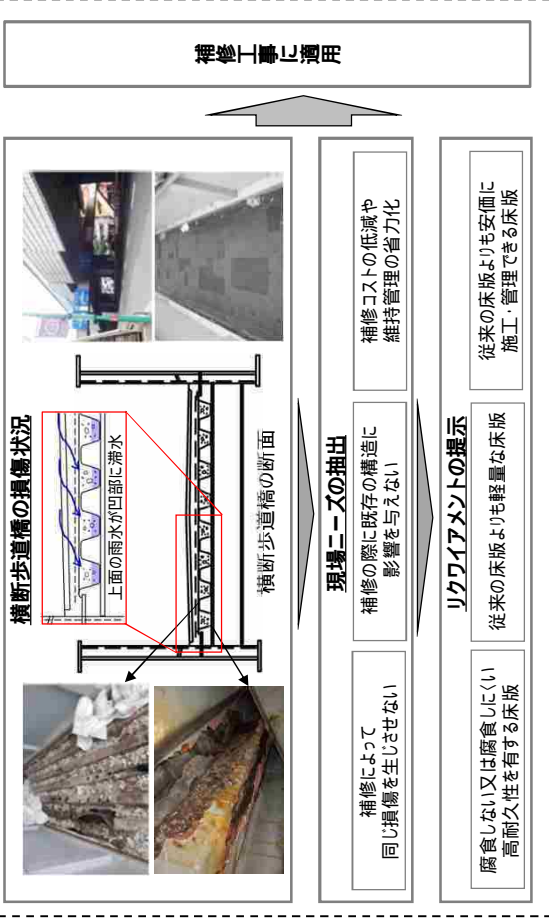 補修工事に適用
横断歩道橋の損傷状況
上面の雨水が凹部に滞水
横断歩道橋の断面
現場ニーズの抽出
補修によって
同じ損傷を生じさせない
補修の際に既存の構造に
影響を与えない
補修コストの低減や
維持管理の省力化
リクワイアメントの提示
腐食しない又は腐食しにくい
高耐久性を有する床版
従来の床版よりも軽量な床版
従来の床版よりも安価に
施工・管理できる床版